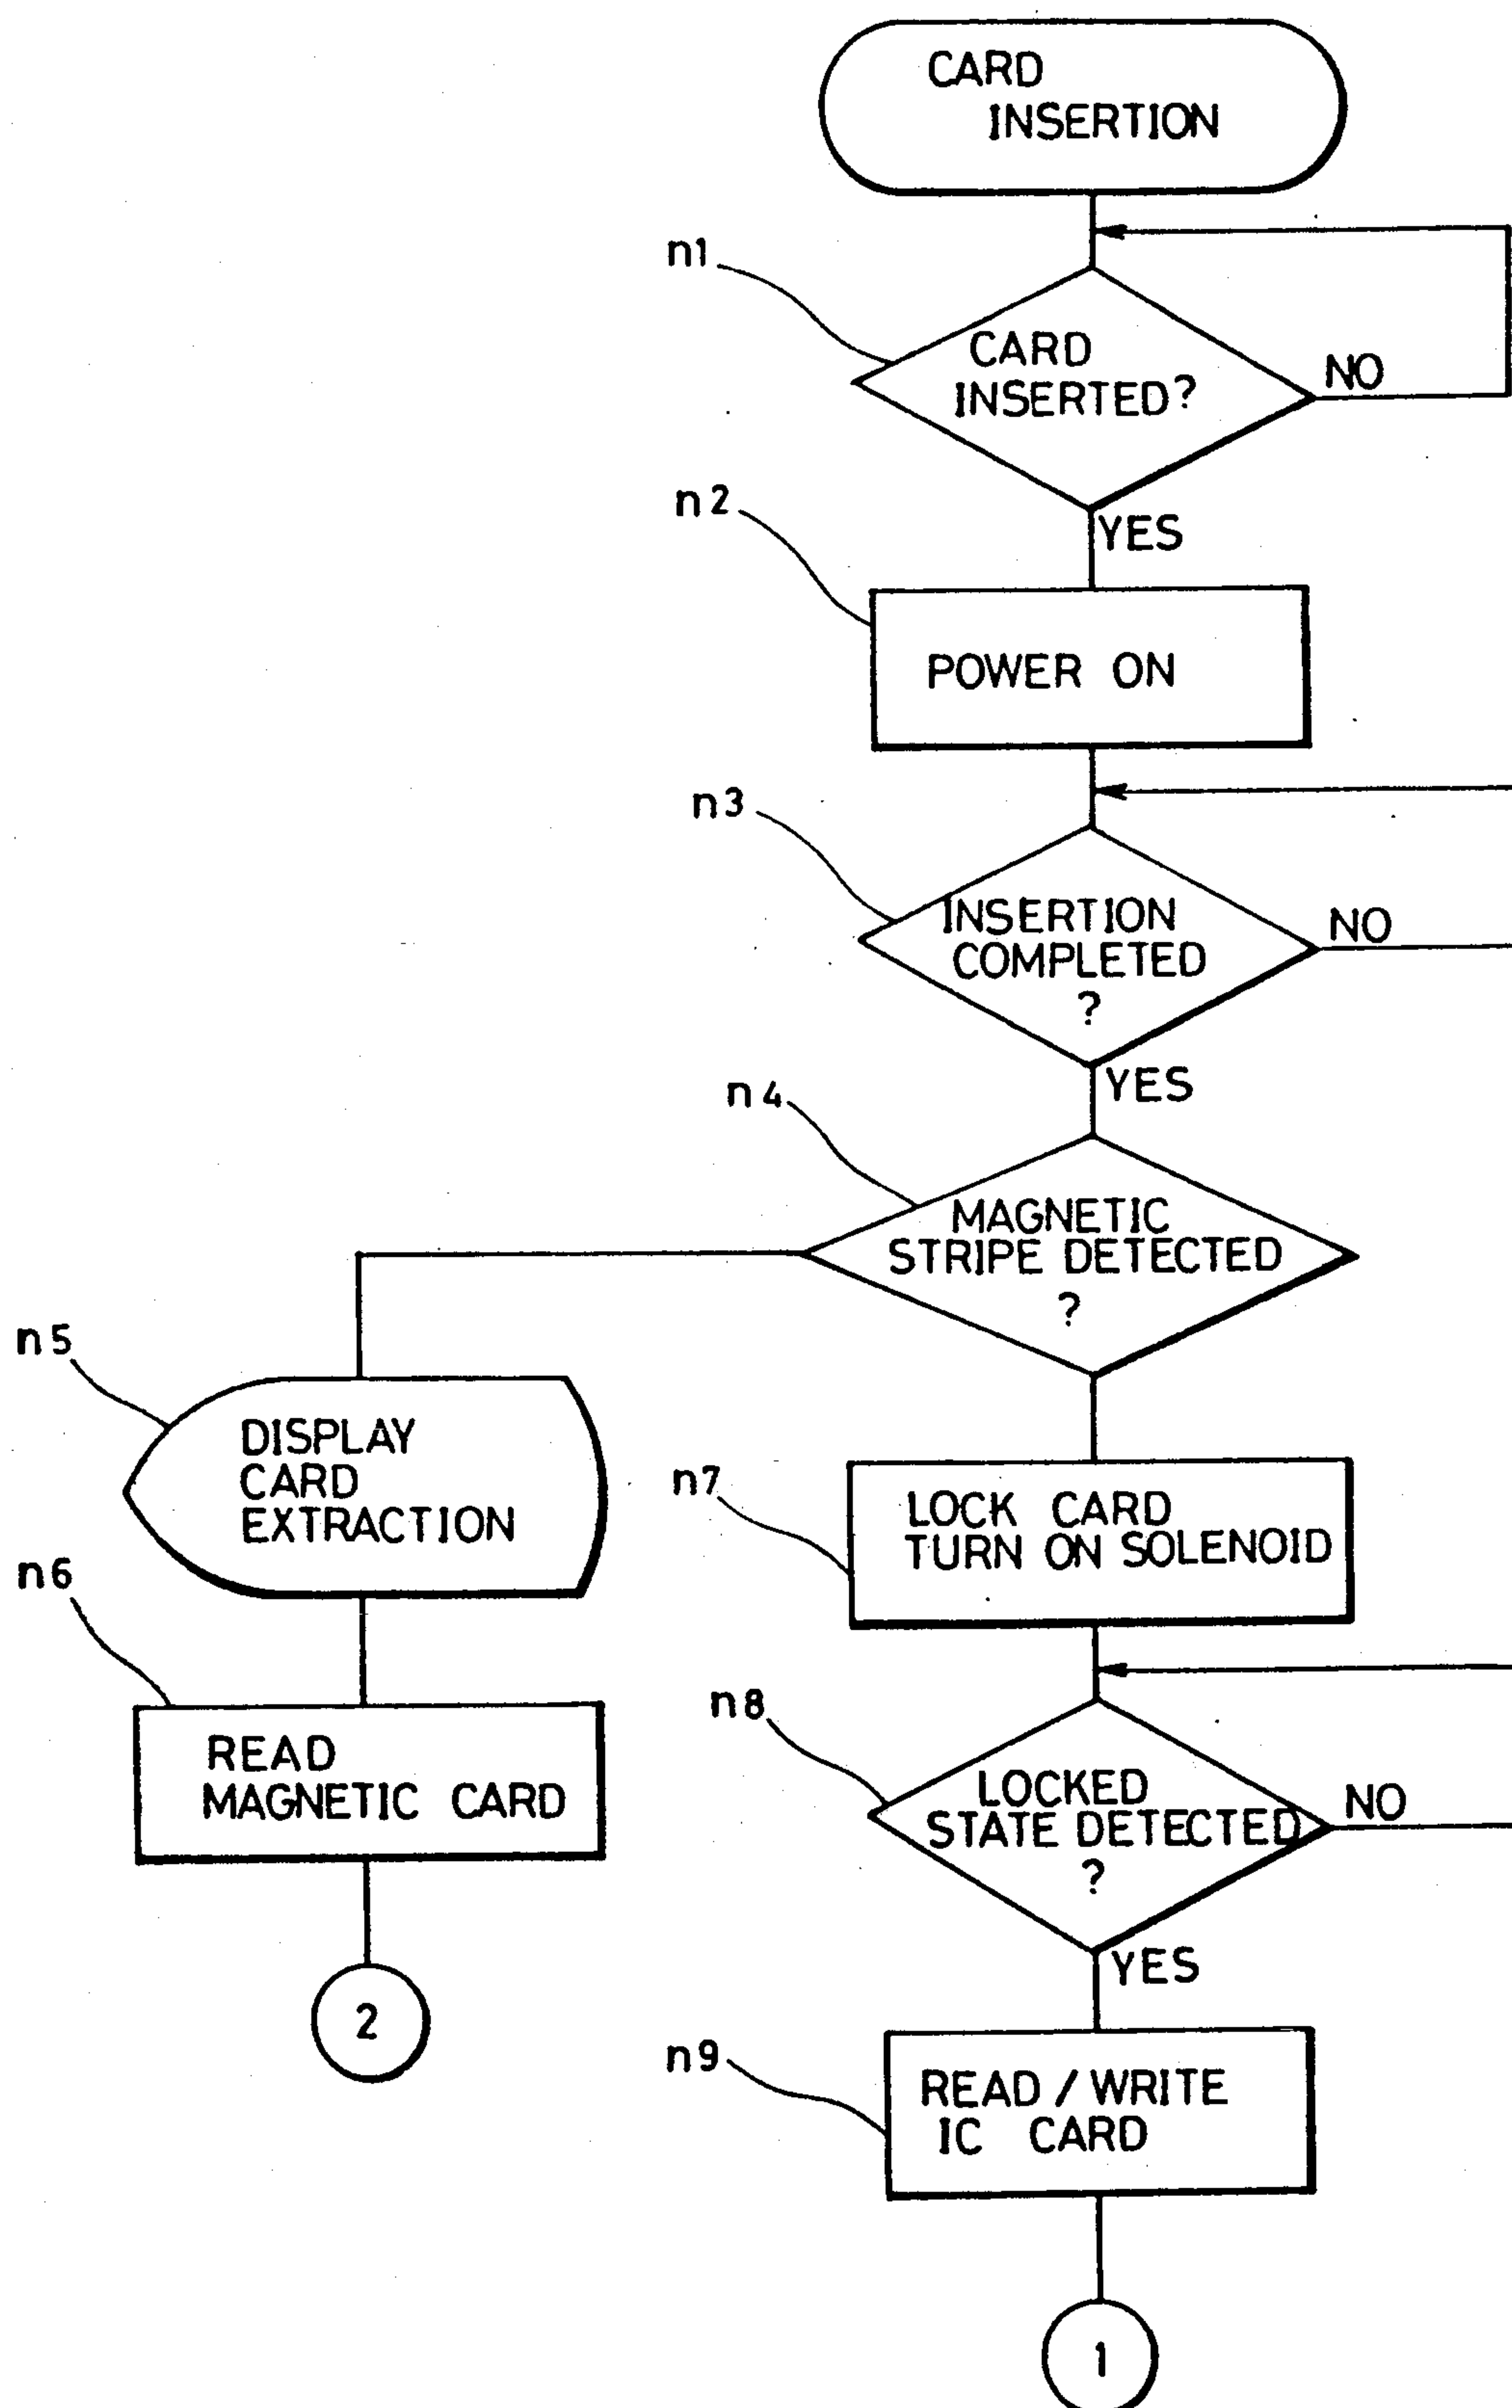 CARD
INSERTION
n1
CARD
INSERTED?
NO
YES
n2
POWER ON
n3
INSERTION
COMPLETED
?
NO
YES
n4
MAGNETIC
STRIPE DETECTED
?
n5
DISPLAY
CARD
EXTRACTION
n6
READ
MAGNETIC CARD
2
n7
LOCK CARD
TURN ON SOLENOID
n8
LOCKED
STATE DETECTED
?
NO
YES
n9
READ / WRITE
IC CARD
1